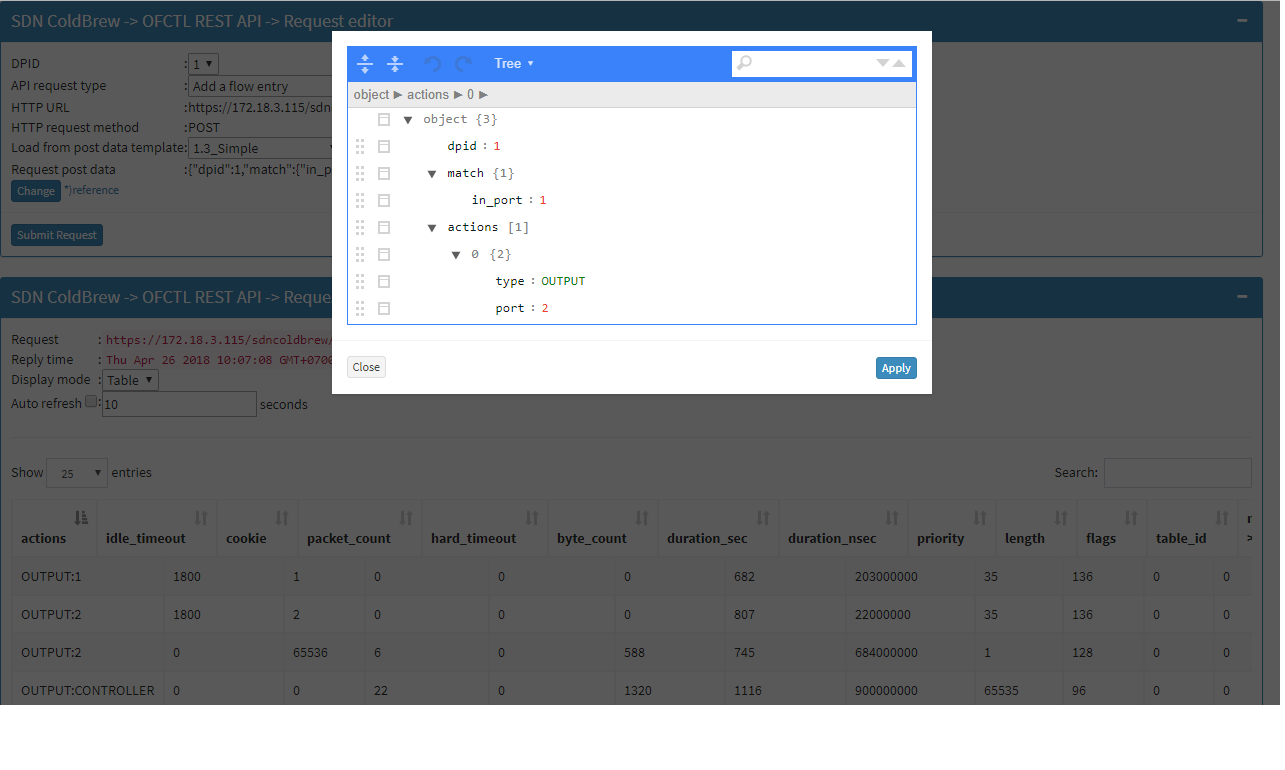 SDN ColdBrew -> OFCTL REST API -> Request editor
DPID : 1
API request type : Add a flow entry
HTTP URL :https://172.18.3.115/sdn
HTTP request method :POST
Load from post data template: 1.3_Simple
Request post data :{"dpid":1,"match":{"in_p
Change *)reference
Submit Request
Tree
object ► actions ► 0 ►
object {3}
dpid : 1
match {1}
in_port : 1
actions [1]
0 {2}
type : OUTPUT
port : 2
Close Apply
SDN ColdBrew -> OFCTL REST API -> Reque
Request : https://172.18.3.115/sdncoldbrew/
Reply time : Thu Apr 26 2018 10:07:08 GMT+070
Display mode : Table
Auto refresh : 10 seconds
Show 25 entries Search:
actions idle_timeout cookie packet_count hard_timeout byte_count duration_sec duration_nsec priority length flags table_id
OUTPUT:1 1800 1 0 0 0 682 203000000 35 136 0 0
OUTPUT:2 1800 2 0 0 0 807 22000000 35 136 0 0
OUTPUT:2 0 65536 6 0 588 745 684000000 1 128 0 0
OUTPUT:CONTROLLER 0 0 22 0 1320 1116 900000000 65535 96 0 0